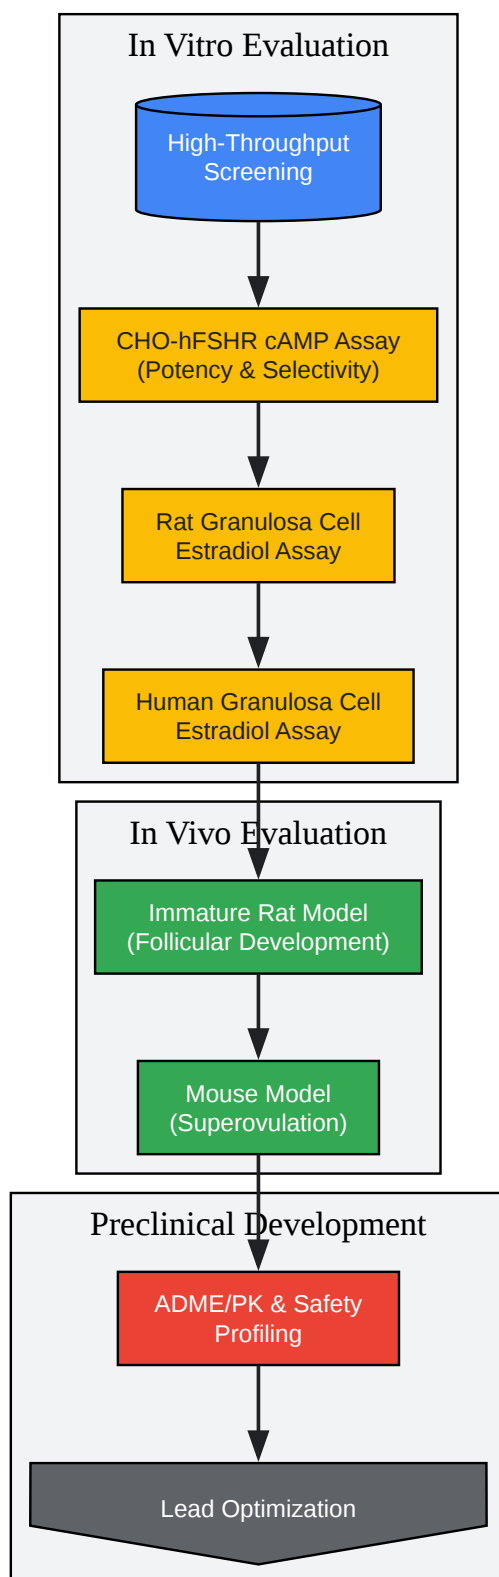 In Vitro Evaluation
High-Throughput
Screening
CHO-hFSHR cAMP Assay
(Potency & Selectivity)
Rat Granulosa Cell
Estradiol Assay
Human Granulosa Cell
Estradiol Assay
In Vivo Evaluation
Immature Rat Model
(Follicular Development)
Mouse Model
(Superovulation)
Preclinical Development
ADME/PK & Safety
Profiling
Lead Optimization